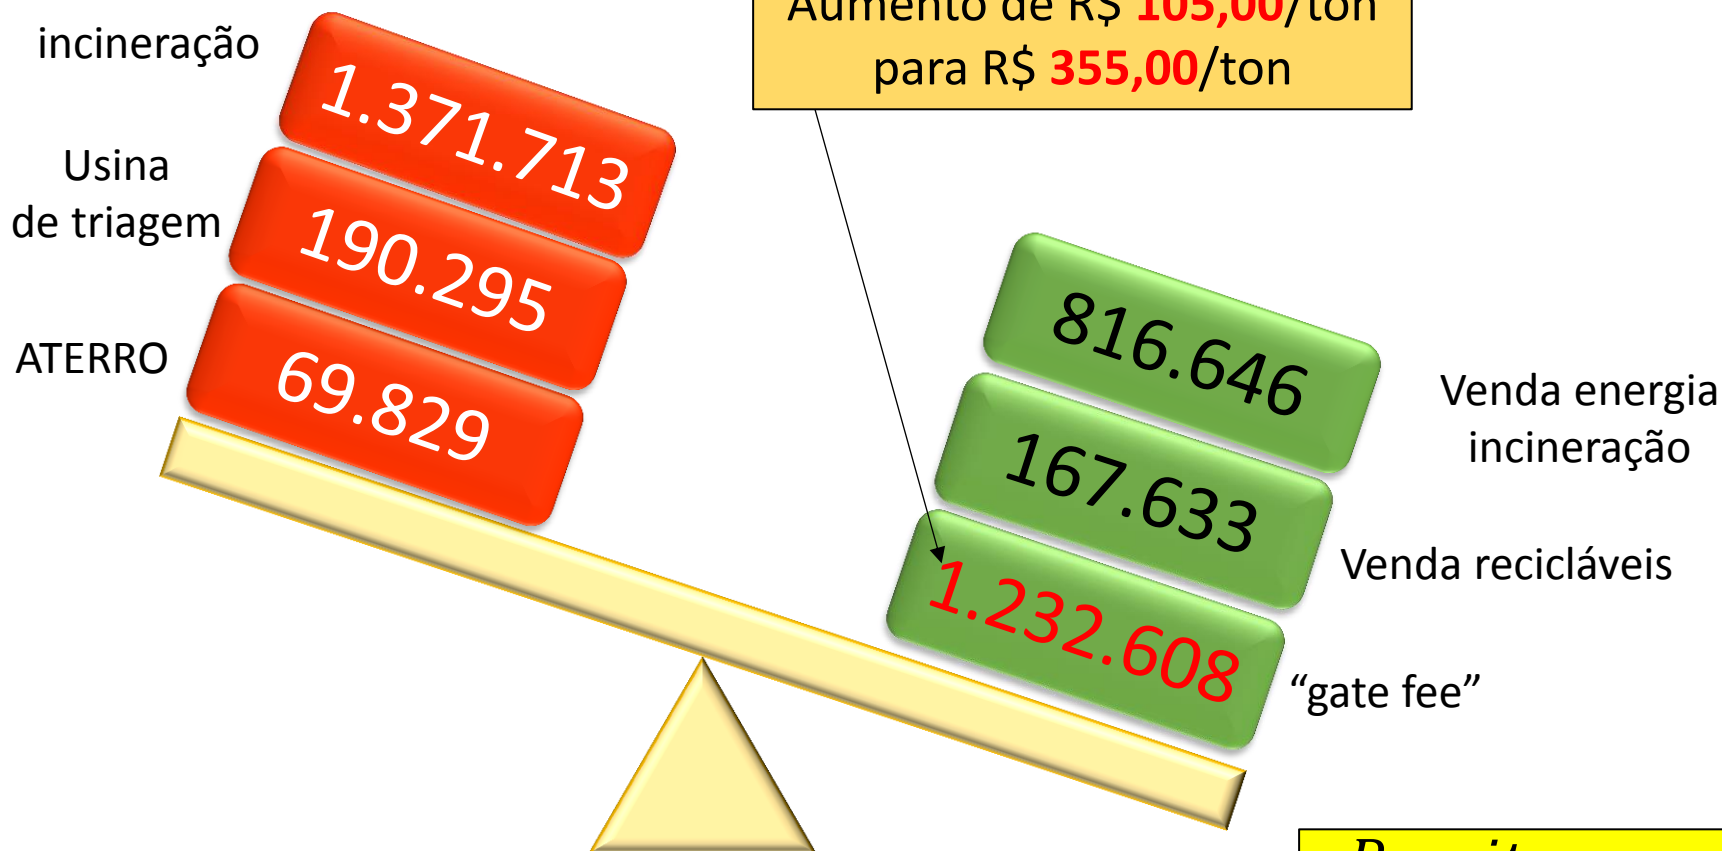 Aumento de R$ 105,00/ton
para R$ 355,00/ton
incineração
1.371.713
Usina
de triagem
190.295
ATERRO
69.829
816.646
Venda energia
incineração
167.633
Venda recicláveis
1.232.608
“gate fee”